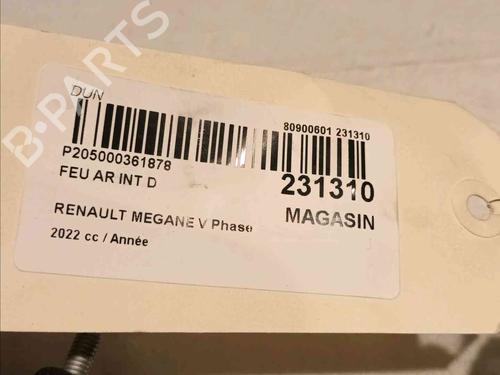 DUN
80900601 231310
P205000361878
FEU AR INT D
231310
RENAULT MEGANE V Phase
MAGASIN
2022 cc / Année
B-PARTS